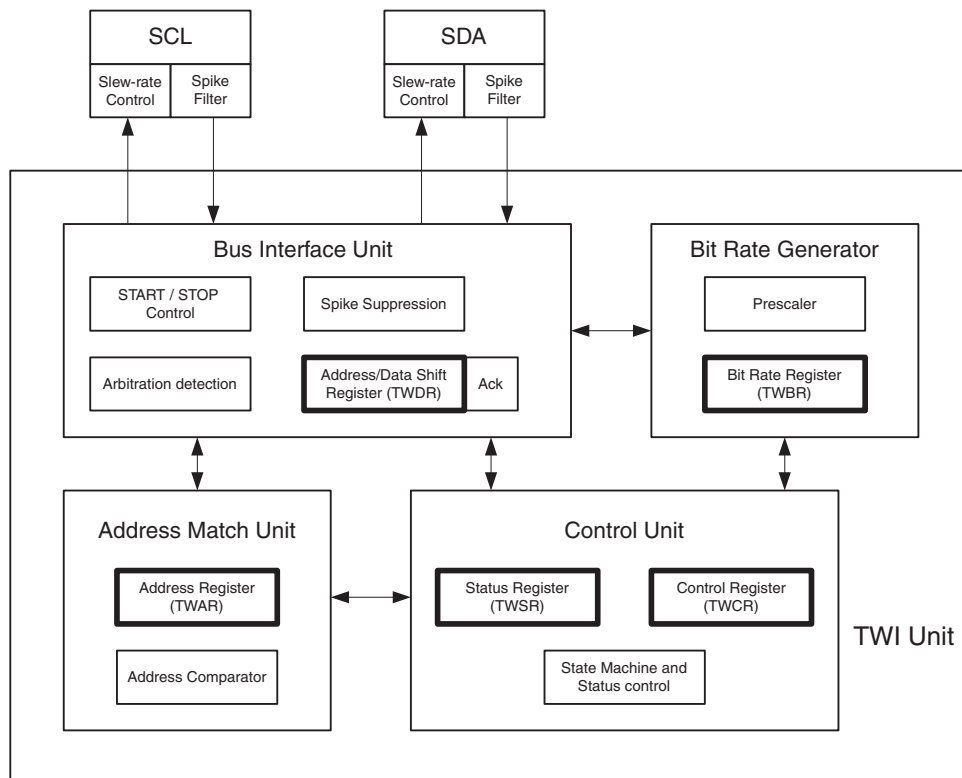 SCL
SDA
Slew-rate
Control
Spike
Filter
Slew-rate
Control
Spike
Filter
Bus Interface Unit
START / STOP
Control
Spike Suppression
Arbitration detection
Address/Data Shift
Register (TWDR)
Ack
Bit Rate Generator
Prescaler
Bit Rate Register
(TWBR)
Address Match Unit
Address Register
(TWAR)
Address Comparator
Control Unit
Status Register
(TWSR)
Control Register
(TWCR)
State Machine and
Status control
TWI Unit